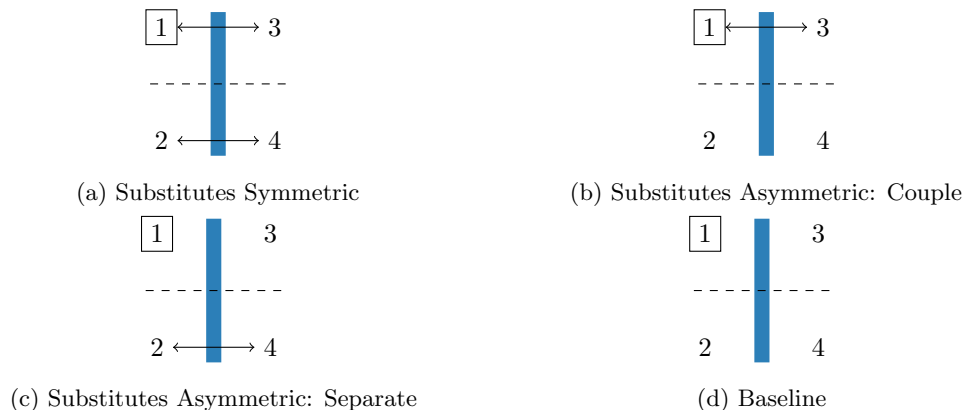 1 3 1 3
2 4 2 4
(a) Substitutes Symmetric (b) Substitutes Asymmetric: Couple
1 3 1 3
2 4 2 4
(c) Substitutes Asymmetric: Separate (d) Baseline